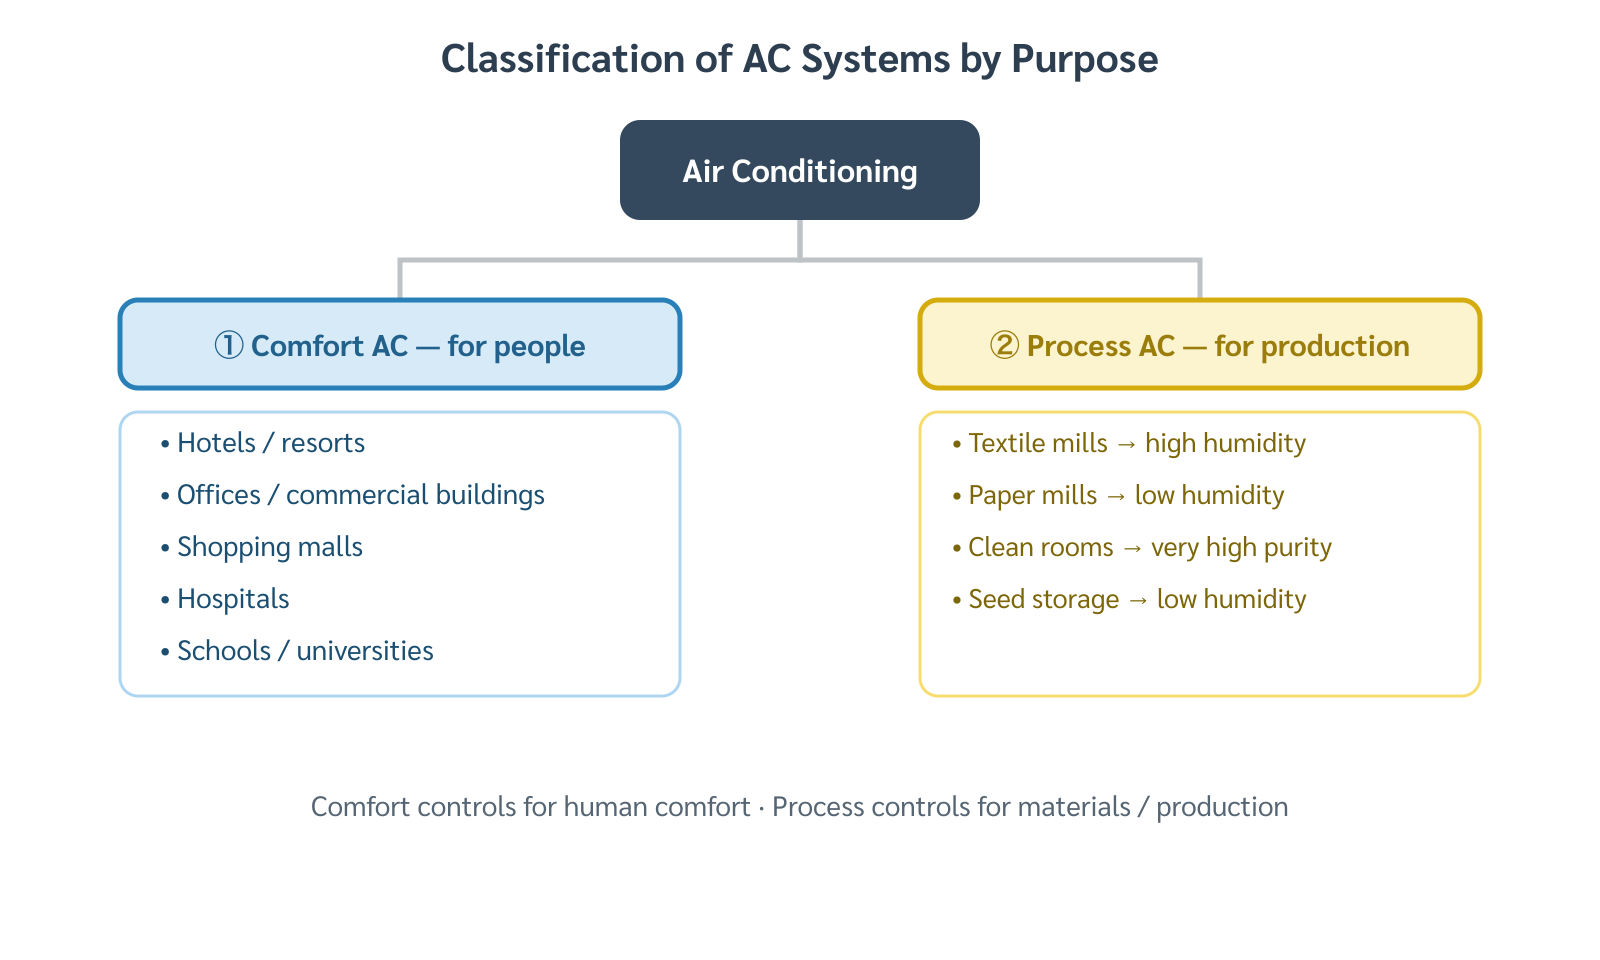 Classification of AC Systems by Purpose
Air Conditioning
① Comfort AC — for people
• Hotels / resorts
• Offices / commercial buildings
• Shopping malls
• Hospitals
• Schools / universities
② Process AC — for production
• Textile mills → high humidity
• Paper mills → low humidity
• Clean rooms → very high purity
• Seed storage → low humidity
Comfort controls for human comfort · Process controls for materials / production